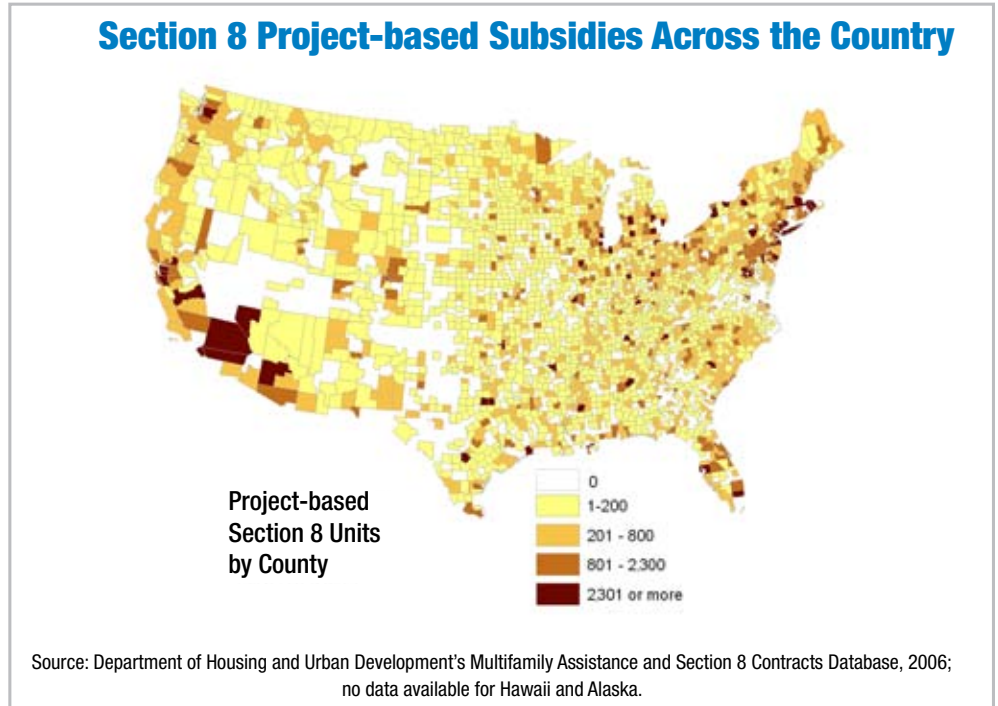 Section 8 Project-based Subsidies Across the Country
Project-based
Section 8 Units
by County
0
1-200
201 - 800
801 - 2,300
2301 or more
Source: Department of Housing and Urban Development’s Multifamily Assistance and Section 8 Contracts Database, 2006;
no data available for Hawaii and Alaska.